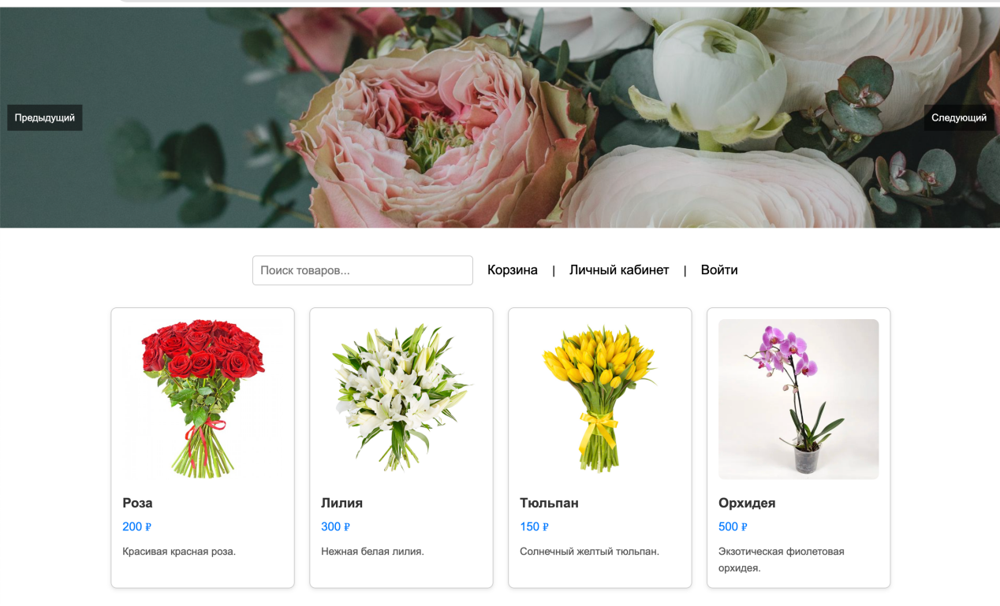 Предыдущий
Следующий
Поиск товаров...
Корзина | Личный кабинет | Войти
Роза
200 ₽
Красивая красная роза.
Лилия
300 ₽
Нежная белая лилия.
Тюльпан
150 ₽
Солнечный желтый тюльпан.
Орхидея
500 ₽
Экзотическая фиолетовая
орхидея.